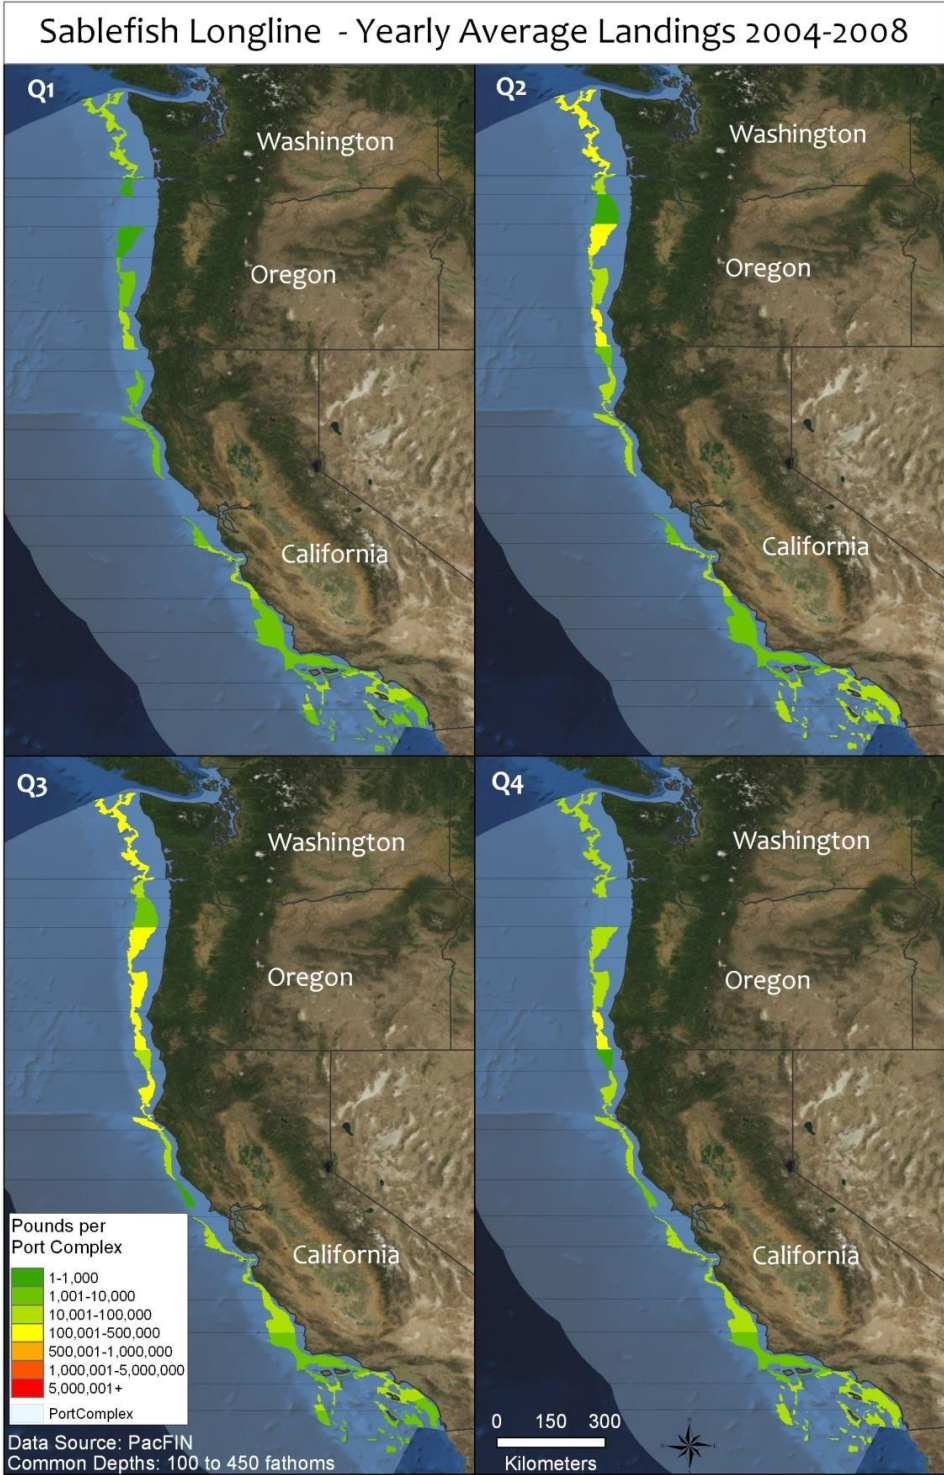 Sablefish Longline - Yearly Average Landings 2004-2008
Q1
Washington
Oregon
California
Q2
Washington
Oregon
California
Q3
Washington
Oregon
California
Pounds per
Port Complex
1-1,000
1,001-10,000
10,001-100,000
100,001-500,000
500,001-1,000,000
1,000,001-5,000,000
5,000,001+
PortComplex
Data Source: PacFIN
Common Depths: 100 to 450 fathoms
Q4
Washington
Oregon
California
0 150 300
Kilometers